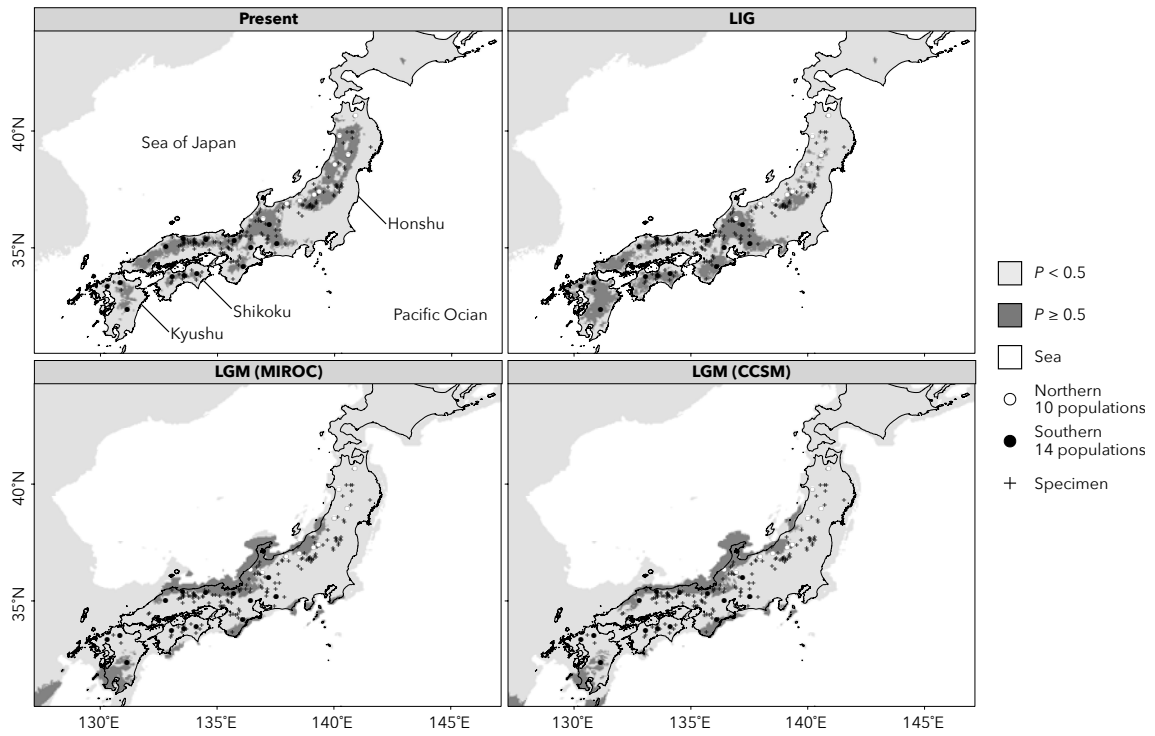 Present
LIG
40°N
35°N
Sea of Japan
Honshu
Shikoku
Kyushu
Pacific Ocian
LGM (MIROC)
LGM (CCSM)
40°N
35°N
130°E
135°E
140°E
145°E
130°E
135°E
140°E
145°E
P < 0.5
P ≥ 0.5
Sea
Northern
10 populations
Southern
14 populations
Specimen